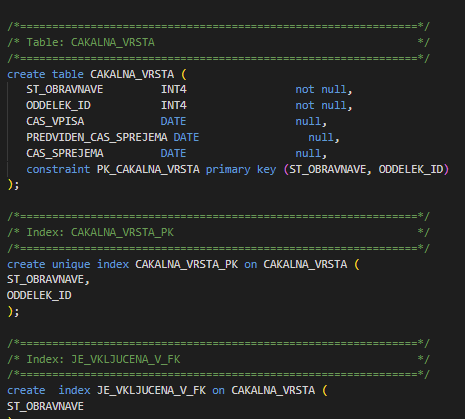 /*==============================================================*/
/* Table: CAKALNA_VRSTA                                         */
/*==============================================================*/
create table CAKALNA_VRSTA (
   ST_OBRAVNAVE         INT4                 not null,
   ODDELEK_ID           INT4                 not null,
   CAS_VPISA            DATE                 null,
   PREDVIDEN_CAS_SPREJEMA DATE                 null,
   CAS_SPREJEMA         DATE                 null,
   constraint PK_CAKALNA_VRSTA primary key (ST_OBRAVNAVE, ODDELEK_ID)
);
/*==============================================================*/
/* Index: CAKALNA_VRSTA_PK                                      */
/*==============================================================*/
create unique index CAKALNA_VRSTA_PK on CAKALNA_VRSTA (
ST_OBRAVNAVE,
ODDELEK_ID
);
/*==============================================================*/
/* Index: JE_VKLJUCENA_V_FK                                     */
/*==============================================================*/
create  index JE_VKLJUCENA_V_FK on CAKALNA_VRSTA (
ST_OBRAVNAVE